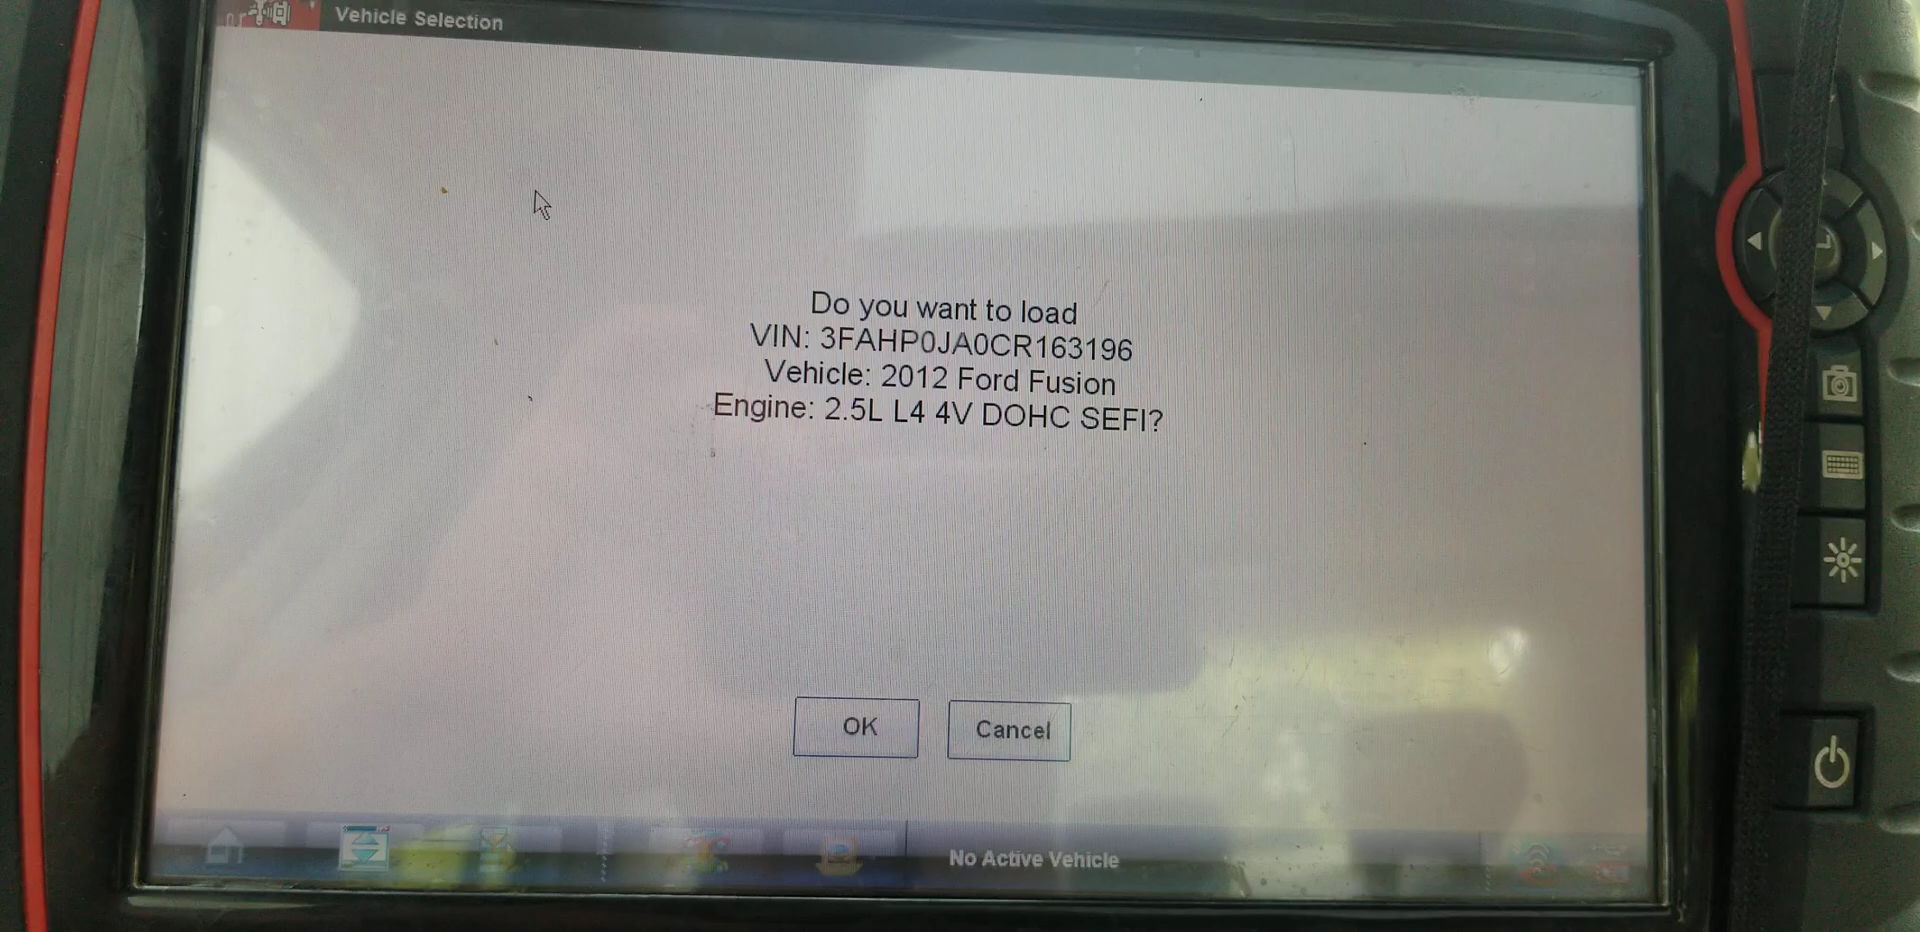 Vehicle Selection
Do you want to load
VIN: 3FAHP0JA0CR163196
Vehicle: 2012 Ford Fusion
Engine: 2.5L L4 4V DOHC SEFI?
OK
Cancel
No Active Vehicle